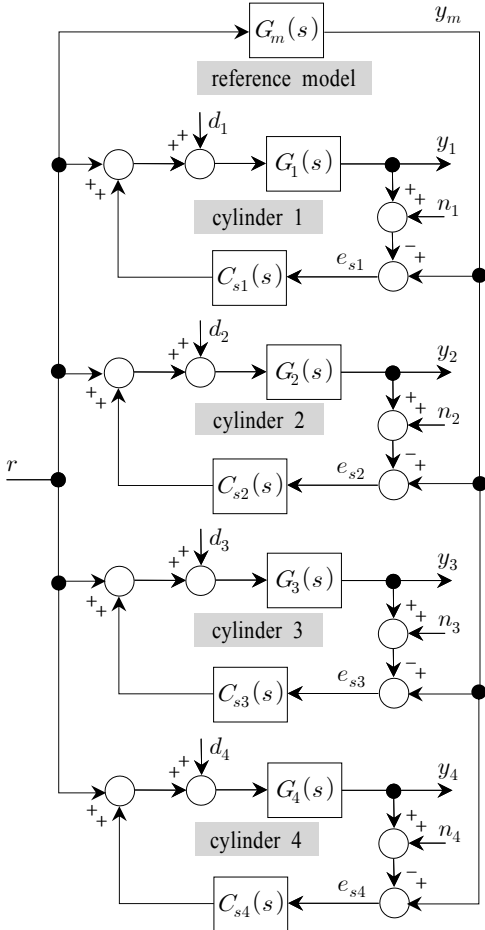 G_m(s) y_m
reference model
d_1
+ + + + G_1(s) y_1
+ + n_1
cylinder 1
- +
C_{s1}(s) e_{s1}
d_2
+ + + + G_2(s) y_2
+ + n_2
cylinder 2
- +
r C_{s2}(s) e_{s2}
d_3
+ + + + G_3(s) y_3
+ + n_3
cylinder 3
- +
C_{s3}(s) e_{s3}
d_4
+ + + + G_4(s) y_4
+ + n_4
cylinder 4
- +
C_{s4}(s) e_{s4}